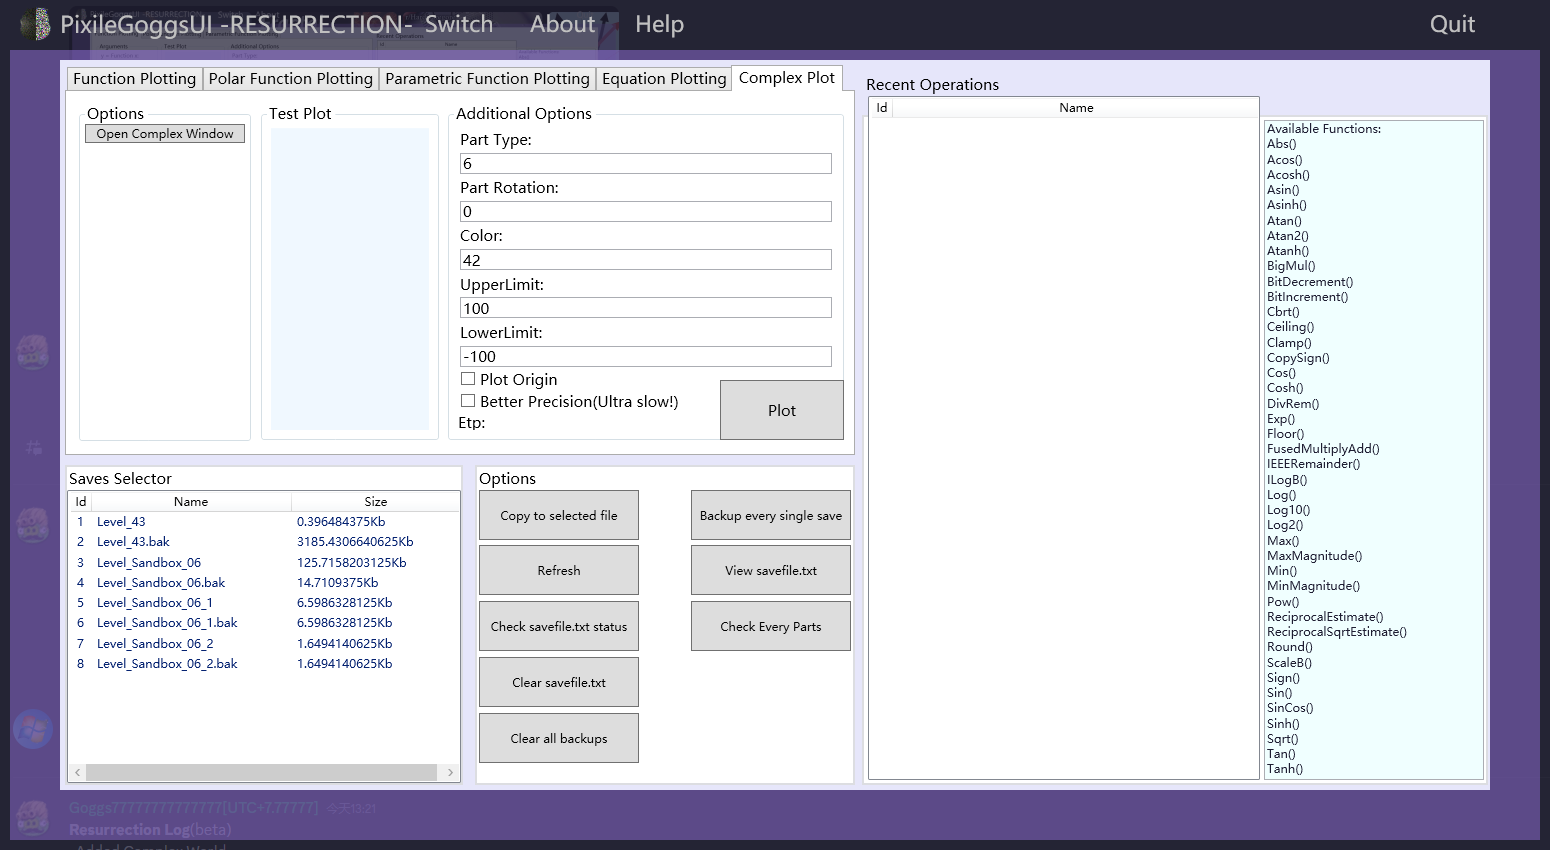 PixileGoggsUI -RESURRECTION- Switch About Help Quit
Function Plotting Polar Function Plotting Parametric Function Plotting Equation Plotting Complex Plot
Options
Open Complex Window
Test Plot
Additional Options
Part Type:
6
Part Rotation:
0
Color:
42
UpperLimit:
100
LowerLimit:
-100
Plot Origin
Better Precision(Ultra slow!)
Etp:
Plot
Recent Operations
Id Name
Available Functions:
Abs()
Acos()
Acosh()
Asin()
Asinh()
Atan()
Atan2()
Atanh()
BigMul()
BitDecrement()
BitIncrement()
Cbrt()
Ceiling()
Clamp()
CopySign()
Cos()
Cosh()
DivRem()
Exp()
Floor()
FusedMultiplyAdd()
IEEERemainder()
ILogB()
Log()
Log10()
Log2()
Max()
MaxMagnitude()
Min()
MinMagnitude()
Pow()
ReciprocalEstimate()
ReciprocalSqrtEstimate()
Round()
ScaleB()
Sign()
Sin()
SinCos()
Sinh()
Sqrt()
Tan()
Tanh()
Saves Selector
Id Name Size
1 Level_43 0.396484375Kb
2 Level_43.bak 3185.4306640625Kb
3 Level_Sandbox_06 125.7158203125Kb
4 Level_Sandbox_06.bak 14.7109375Kb
5 Level_Sandbox_06_1 6.5986328125Kb
6 Level_Sandbox_06_1.bak 6.5986328125Kb
7 Level_Sandbox_06_2 1.6494140625Kb
8 Level_Sandbox_06_2.bak 1.6494140625Kb
Options
Copy to selected file
Backup every single save
Refresh
View savefile.txt
Check savefile.txt status
Check Every Parts
Clear savefile.txt
Clear all backups
今天13:21
Resurrection Log(beta)
Added Complex World